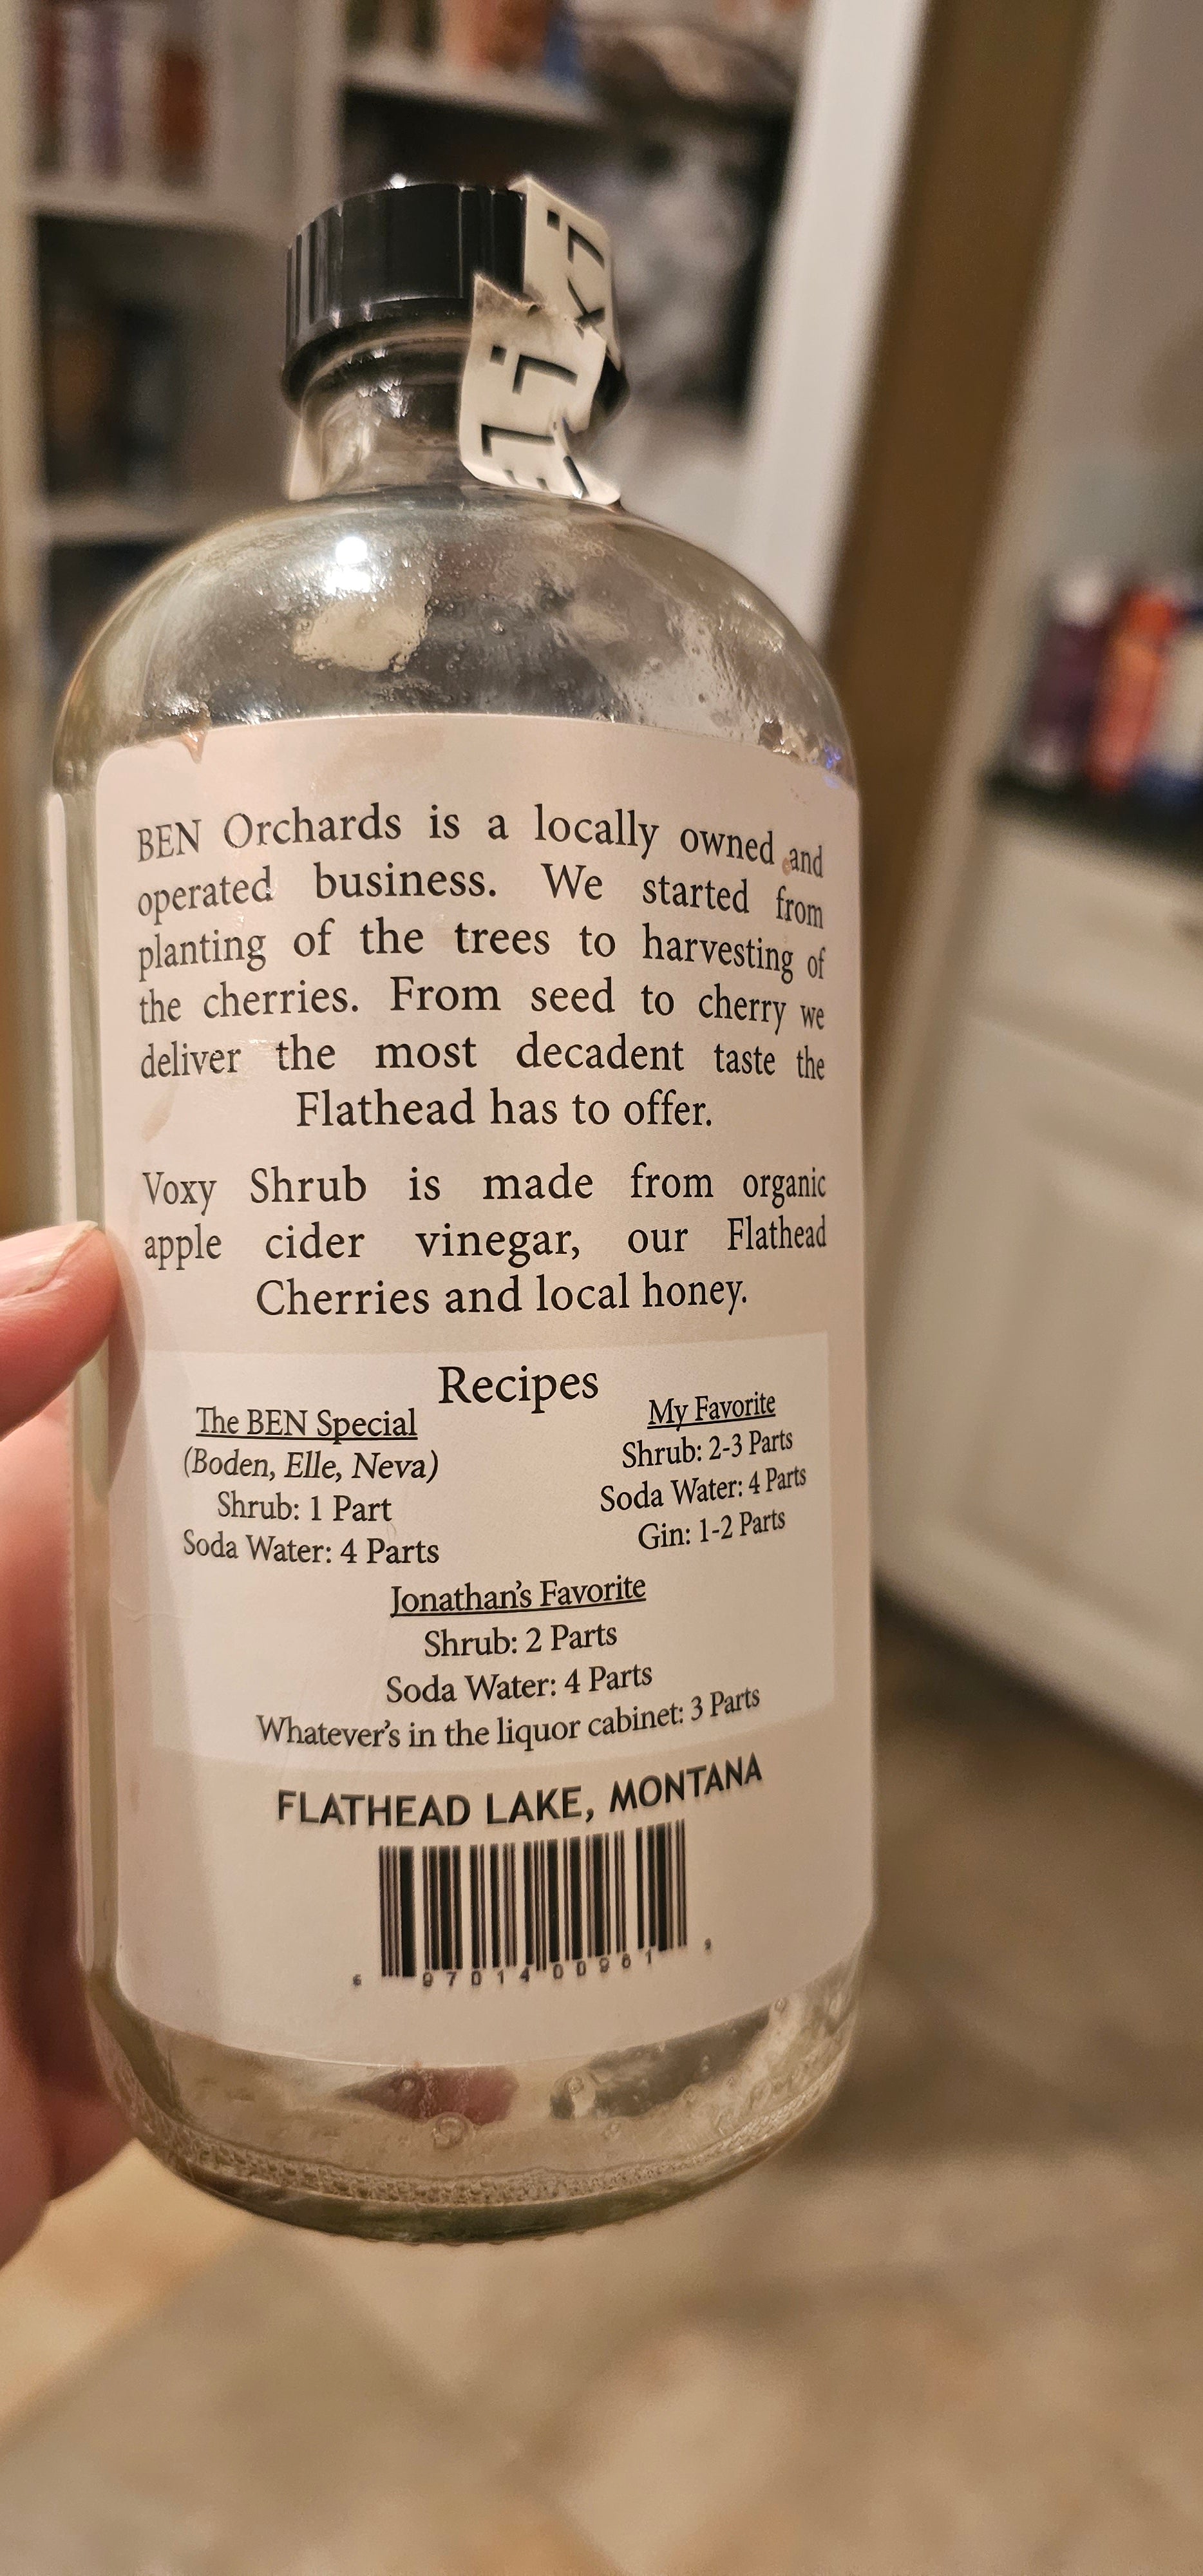 BEN Orchards is a locally owned and
operated business. We started from
planting of the trees to harvesting of
the cherries. From seed to cherry we
deliver the most decadent taste the
Flathead has to offer.
Voxy Shrub is made from organic
apple cider vinegar, our Flathead
Cherries and local honey.
Recipes
The BEN Special
(Boden, Elle, Neva)
Shrub: 1 Part
Soda Water: 4 Parts
My Favorite
Shrub: 2-3 Parts
Soda Water: 4 Parts
Gin: 1-2 Parts
Jonathan's Favorite
Shrub: 2 Parts
Soda Water: 4 Parts
Whatever's in the liquor cabinet: 3 Parts
FLATHEAD LAKE, MONTANA
6 97014 00961 9